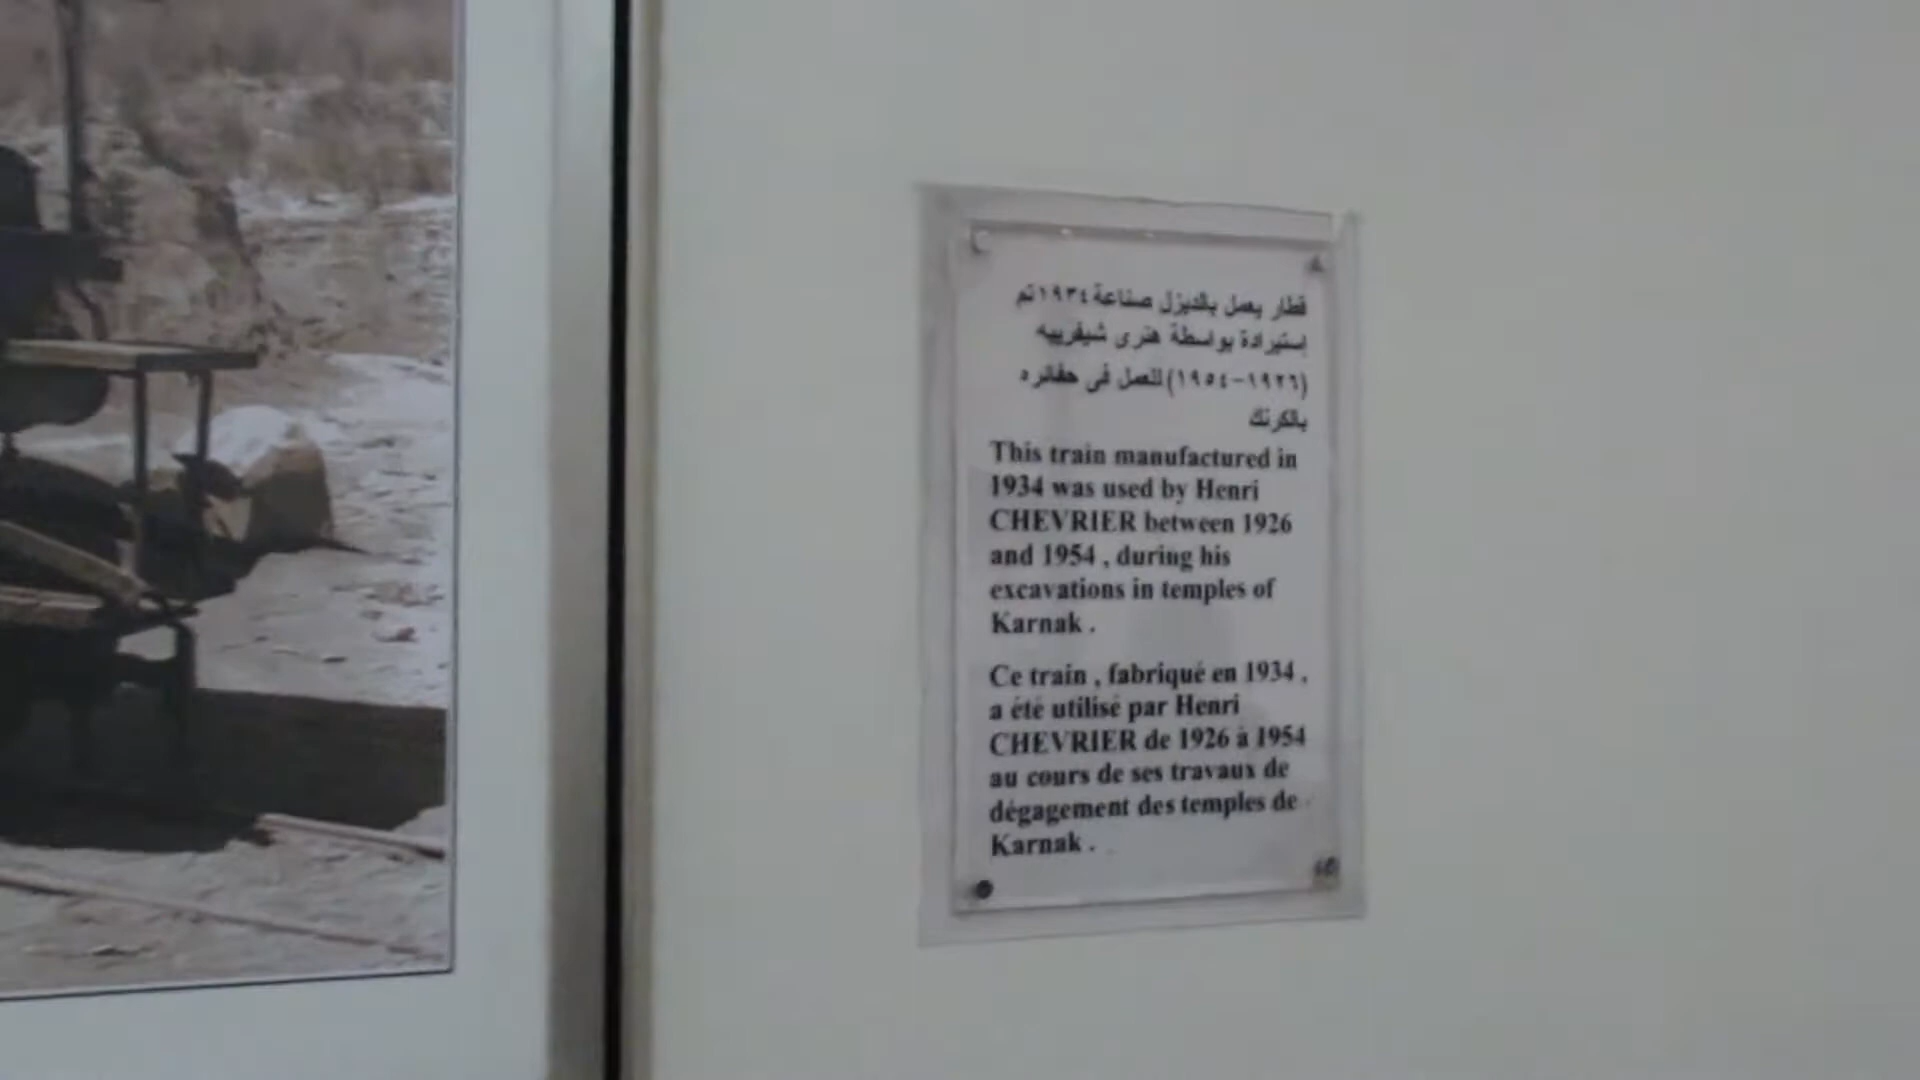 قطار يعمل بالديزل صناعة ١٩٣٤ تم
إستيرادة بواسطة هنرى شيفرييه
(١٩٢٦-١٩٥٤) للعمل فى حفائره
بالكرنك
This train manufactured in
1934 was used by Henri
CHEVRIER between 1926
and 1954 , during his
excavations in temples of
Karnak .
Ce train , fabriqué en 1934 ,
a été utilisé par Henri
CHEVRIER de 1926 à 1954
au cours de ses travaux de
dégagement des temples de
Karnak .